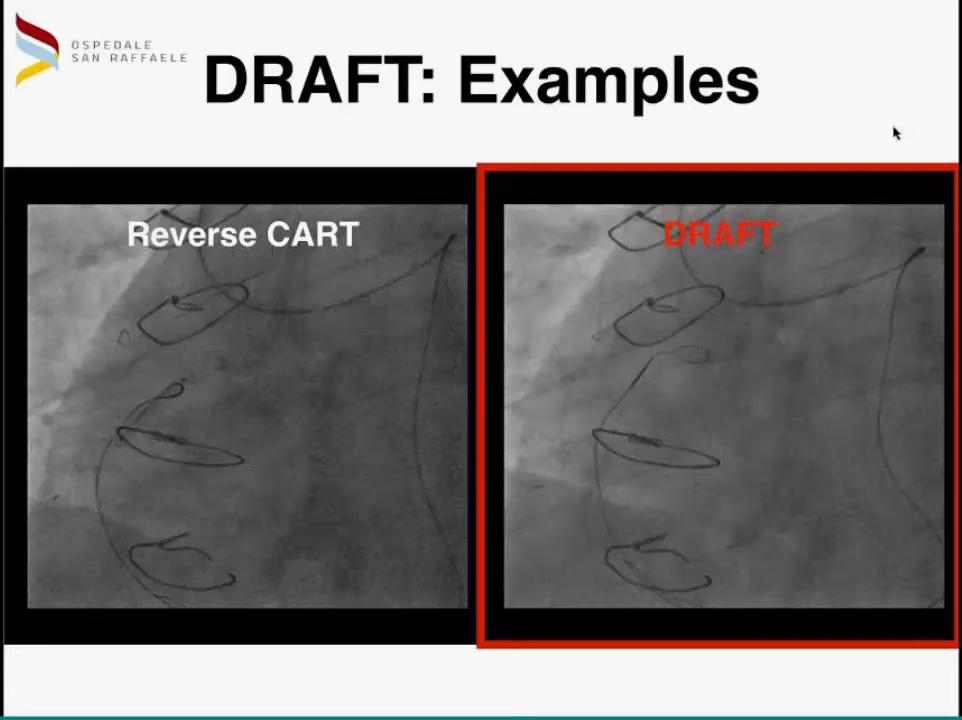 OSPEDALE
SAN RAFFAELE
DRAFT: Examples
Reverse CART
DRAFT